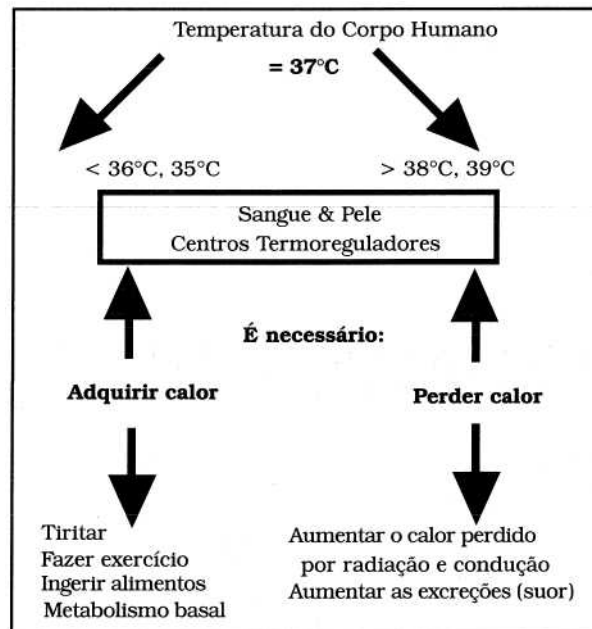 Temperatura do Corpo Humano
= 37°C
< 36°C, 35°C
> 38°C, 39°C
Sangue & Pele
Centros Termoreguladores
É necessário:
Adquirir calor
Perder calor
Tiritar
Fazer exercício
Ingerir alimentos
Metabolismo basal
Aumentar o calor perdido
por radiação e condução
Aumentar as excreções (suor)